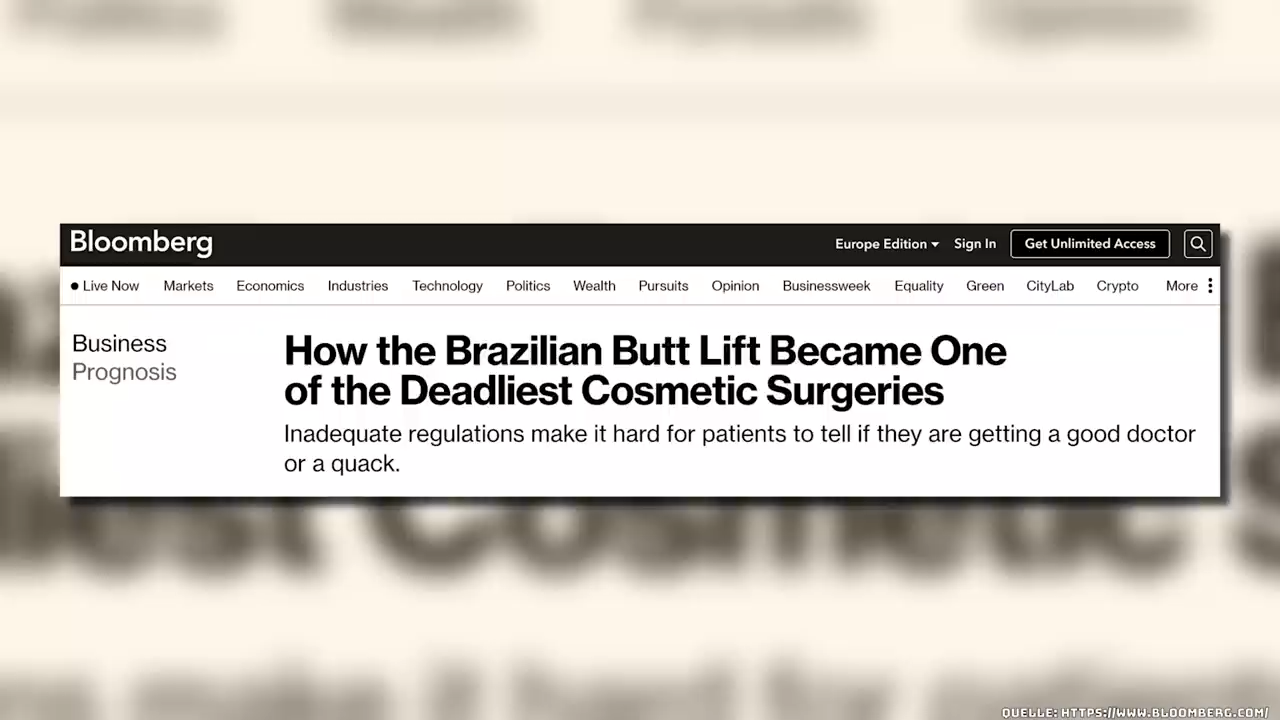 Bloomberg
Europe Edition Sign In Get Unlimited Access
Live Now Markets Economics Industries Technology Politics Wealth Pursuits Opinion Businessweek Equality Green CityLab Crypto More
Business
Prognosis
How the Brazilian Butt Lift Became One
of the Deadliest Cosmetic Surgeries
Inadequate regulations make it hard for patients to tell if they are getting a good doctor
or a quack.
QUELLE: HTTPS://WWW.BLOOMBERG.COM/